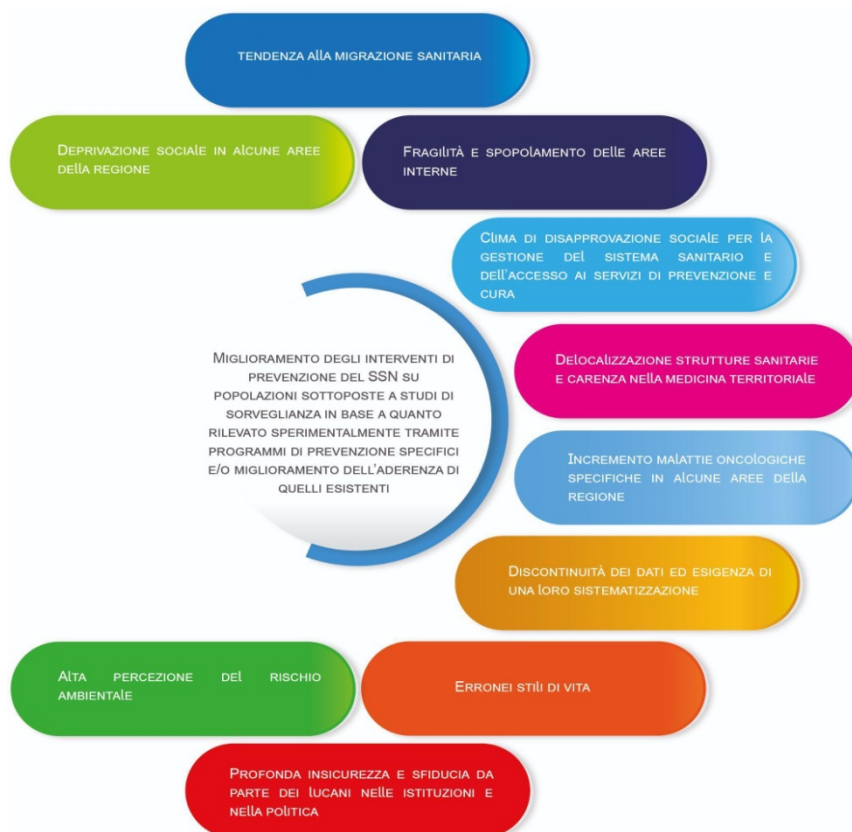 TENDENZA ALLA MIGRAZIONE SANITARIA
DEPRIVAZIONE SOCIALE IN ALCUNE AREE
DELLA REGIONE
FRAGILITÀ E SPOPOLAMENTO DELLE AREE
INTERNE
CLIMA DI DISAPPROVAZIONE SOCIALE PER LA
GESTIONE DEL SISTEMA SANITARIO E
DELL'ACCESSO AI SERVIZI DI PREVENZIONE E
CURA
MIGLIORAMENTO DEGLI INTERVENTI DI
PREVENZIONE DEL SSN SU
POPOLAZIONI SOTTOPOSTE A STUDI DI
SORVEGLIANZA IN BASE A QUANTO
RILEVATO SPERIMENTALMENTE TRAMITE
PROGRAMMI DI PREVENZIONE SPECIFICI
E/O MIGLIORAMENTO DELL'ADERENZA DI
QUELLI ESISTENTI
DELOCALIZZAZIONE STRUTTURE SANITARIE
E CARENZA NELLA MEDICINA TERRITORIALE
INCREMENTO MALATTIE ONCOLOGICHE
SPECIFICHE IN ALCUNE AREE DELLA
REGIONE
DISCONTINUITÀ DEI DATI ED ESIGENZA DI
UNA LORO SISTEMATIZZAZIONE
ALTA PERCEZIONE DEL RISCHIO
AMBIENTALE
ERRONEI STILI DI VITA
PROFONDA INSICUREZZA E SFIDUCIA DA
PARTE DEI LUCANI NELLE ISTITUZIONI E
NELLA POLITICA